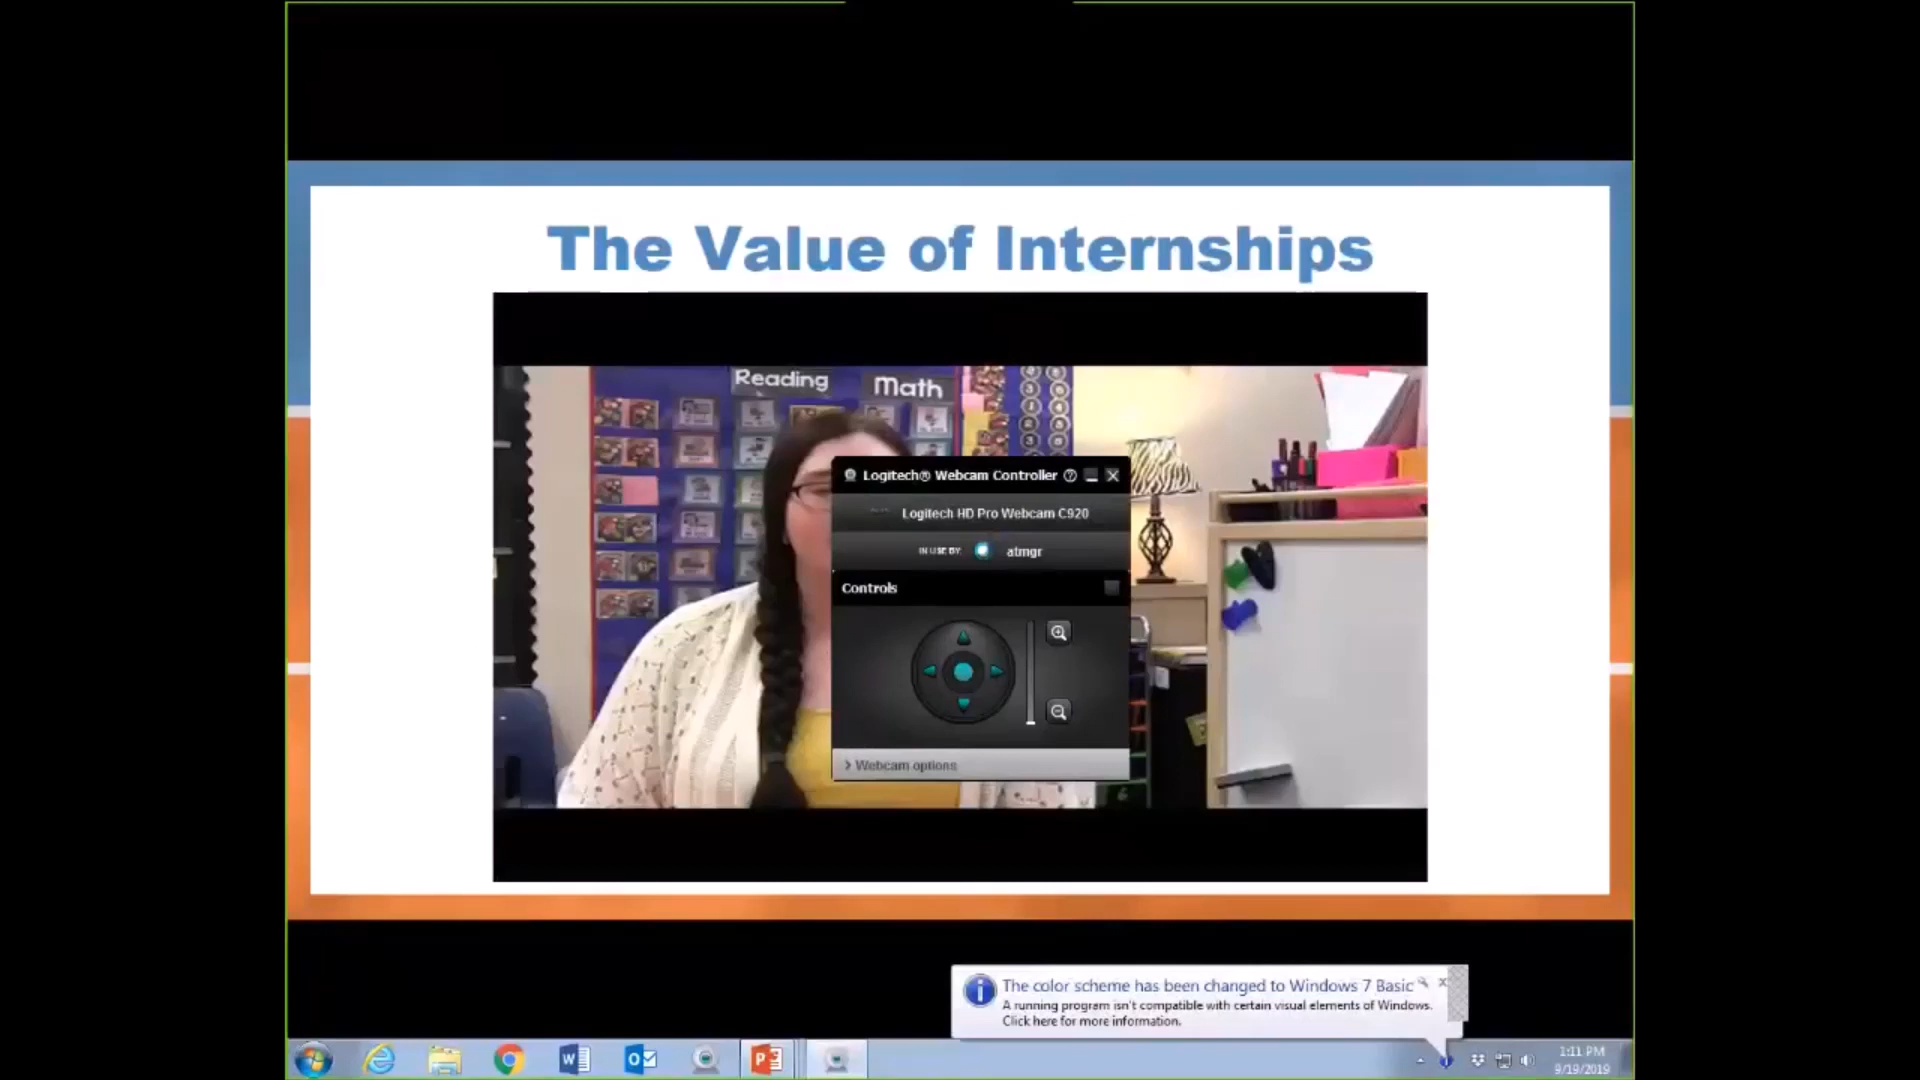 The Value of Internships
Reading
Math
Logitech® Webcam Controller
Logitech HD Pro Webcam C920
IN USE BY: atmgr
Controls
> Webcam options
The color scheme has been changed to Windows 7 Basic
A running program isn't compatible with certain visual elements of Windows.
Click here for more information.
1:11 PM
9/19/2019